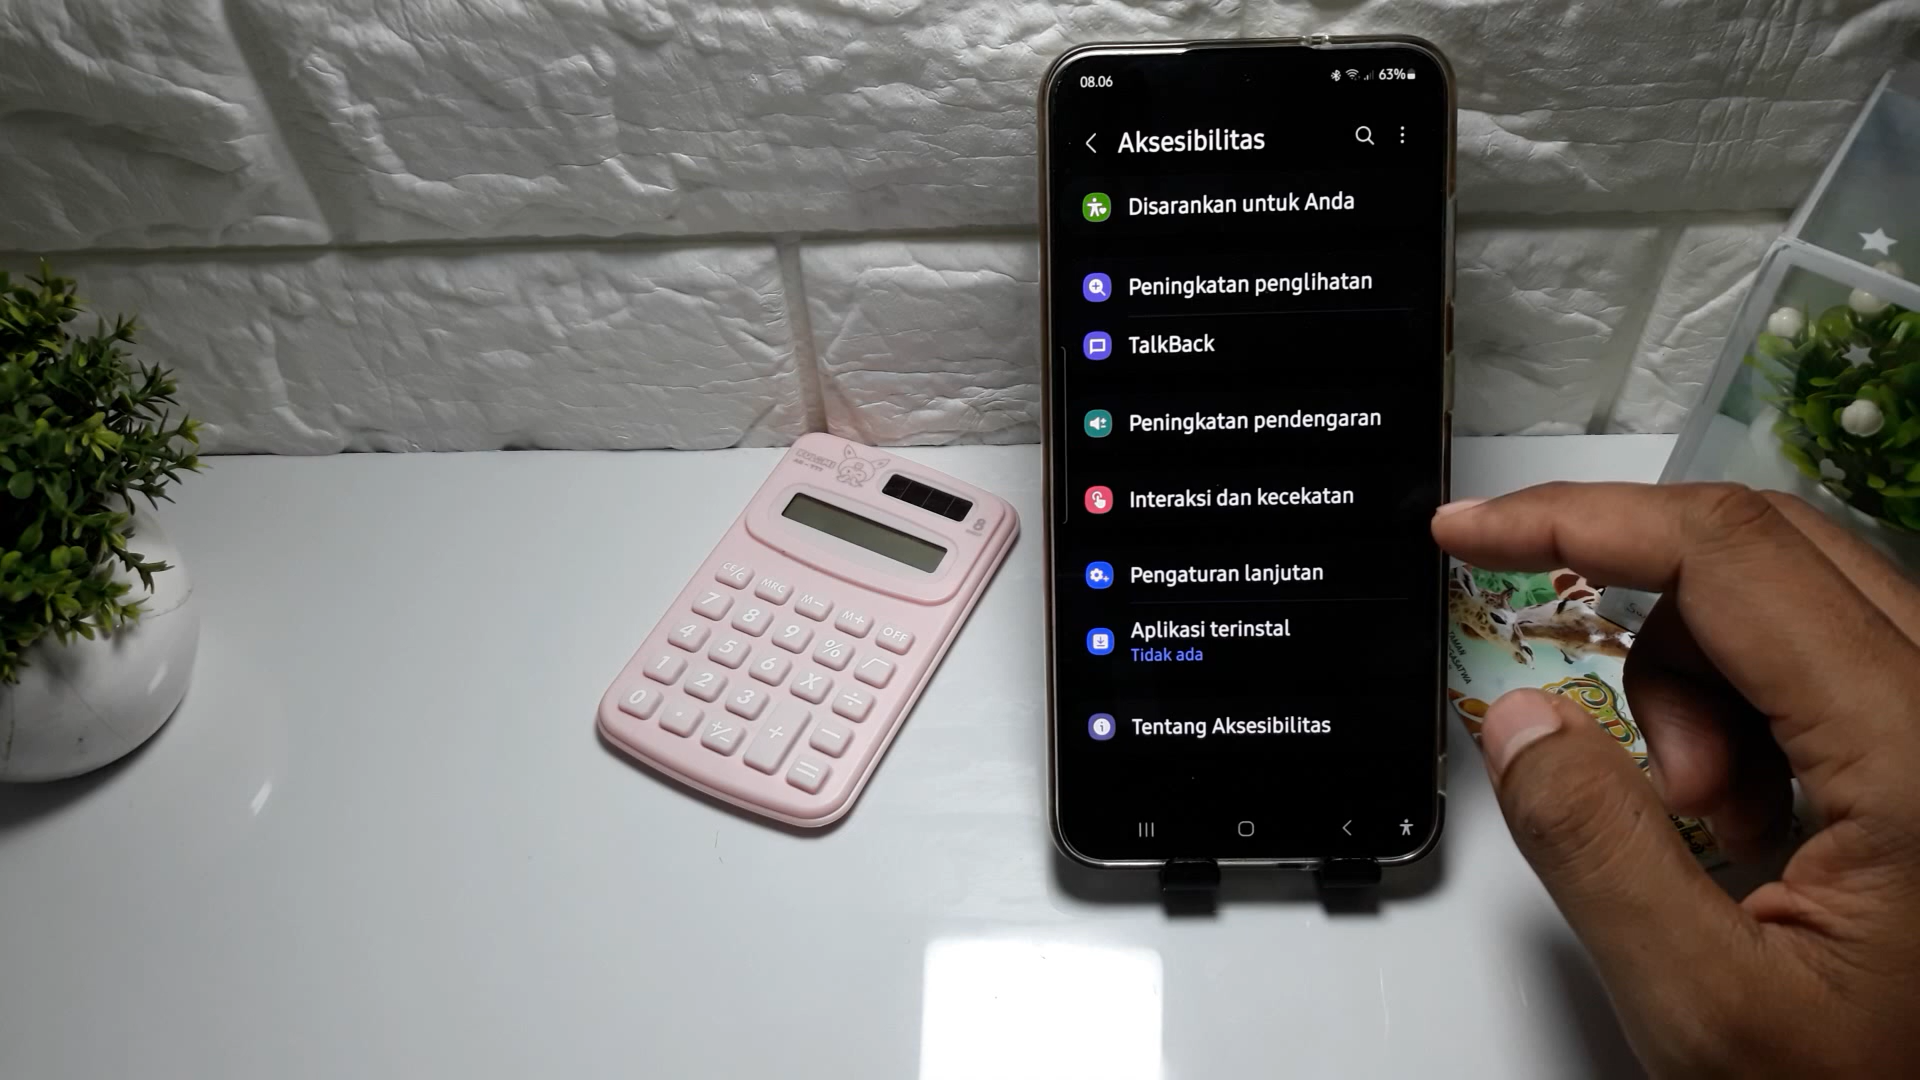 08.06
63%
Aksesibilitas
Disarankan untuk Anda
Peningkatan penglihatan
TalkBack
Peningkatan pendengaran
Interaksi dan kecekatan
Pengaturan lanjutan
Aplikasi terinstal
Tidak ada
Tentang Aksesibilitas
8
CE/C MRC M− M+ OFF
7 8 9 % √
4 5 6 X ÷
1 2 3 + −
0 . +/− =